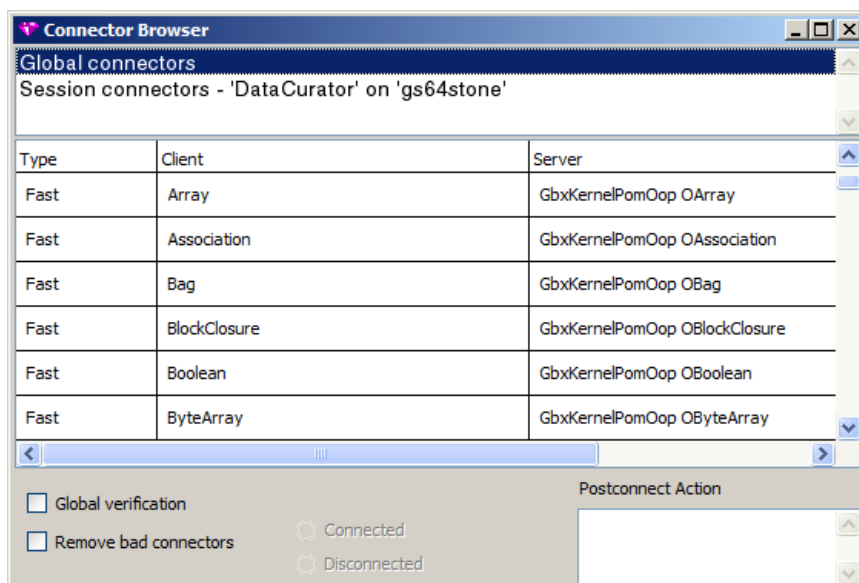 Connector Browser
Global connectors
Session connectors - 'DataCurator' on 'gs64stone'
Type Client Server
Fast Array GbxKernelPomOop OArray
Fast Association GbxKernelPomOop OAssociation
Fast Bag GbxKernelPomOop OBag
Fast BlockClosure GbxKernelPomOop OBlockClosure
Fast Boolean GbxKernelPomOop OBoolean
Fast ByteArray GbxKernelPomOop OByteArray
Postconnect Action
Global verification
Connected
Remove bad connectors
Disconnected